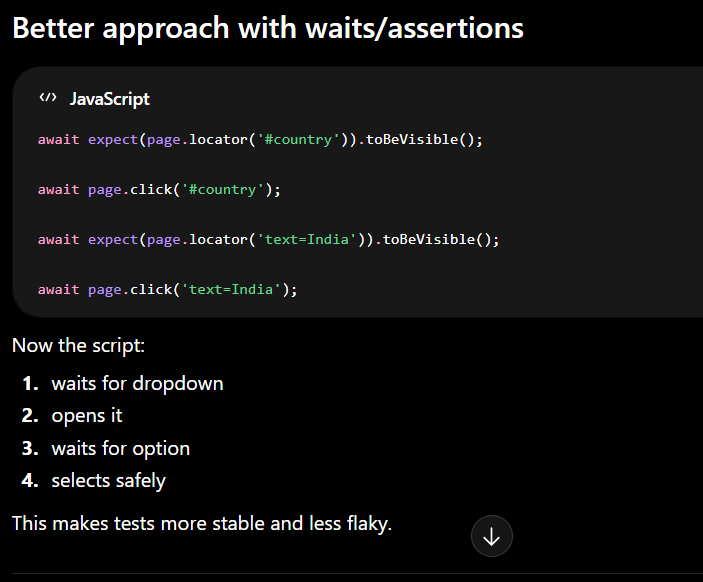 Better approach with waits/assertions
</> JavaScript
await expect(page.locator('#country')).toBeVisible();
await page.click('#country');
await expect(page.locator('text=India')).toBeVisible();
await page.click('text=India');
Now the script:
1. waits for dropdown
2. opens it
3. waits for option
4. selects safely
This makes tests more stable and less flaky.